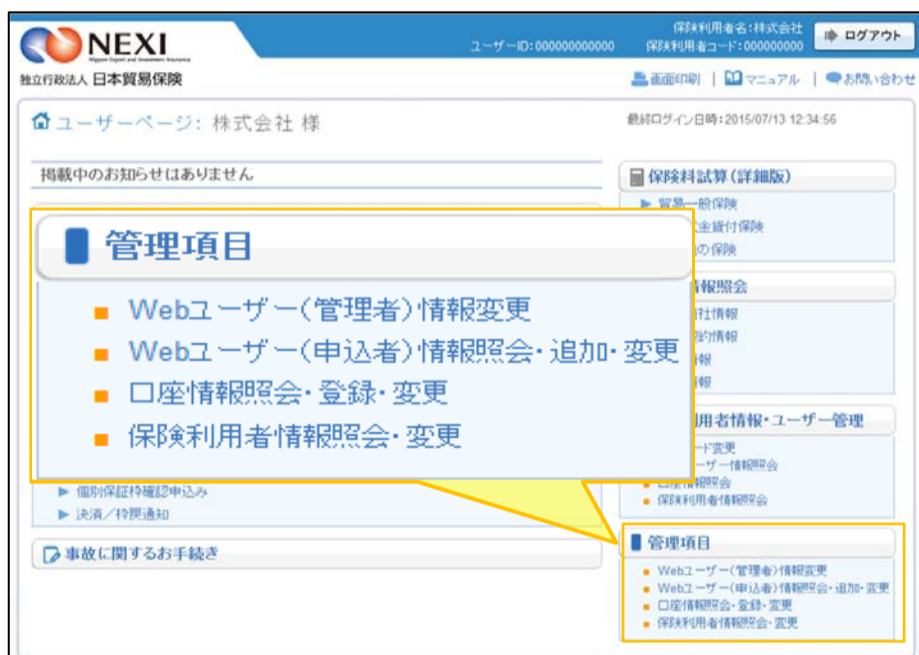 NEXI
Nippon Export and Investment Insurance
独立行政法人 日本貿易保険
ユーザーID:000000000000
保険利用者名:株式会社
保険利用者コード:000000000
ログアウト
画面印刷 | マニュアル | お問い合わせ
ユーザーページ: 株式会社 様
最終ログイン日時:2015/07/13 12:34:56
掲載中のお知らせはありません
保険料試算(詳細版)
貿易一般保険
金貸付保険
の保険
管理項目
Webユーザー(管理者)情報変更
Webユーザー(申込者)情報照会・追加・変更
口座情報照会・登録・変更
保険利用者情報照会・変更
情報照会
社情報
約情報
情報
情報
利用者情報・ユーザー管理
ード変更
ーザー情報照会
口座情報照会
保険利用者情報照会
個別保証枠確認申込み
決済/枠戻通知
事故に関するお手続き
管理項目
Webユーザー(管理者)情報変更
Webユーザー(申込者)情報照会・追加・変更
口座情報照会・登録・変更
保険利用者情報照会・変更